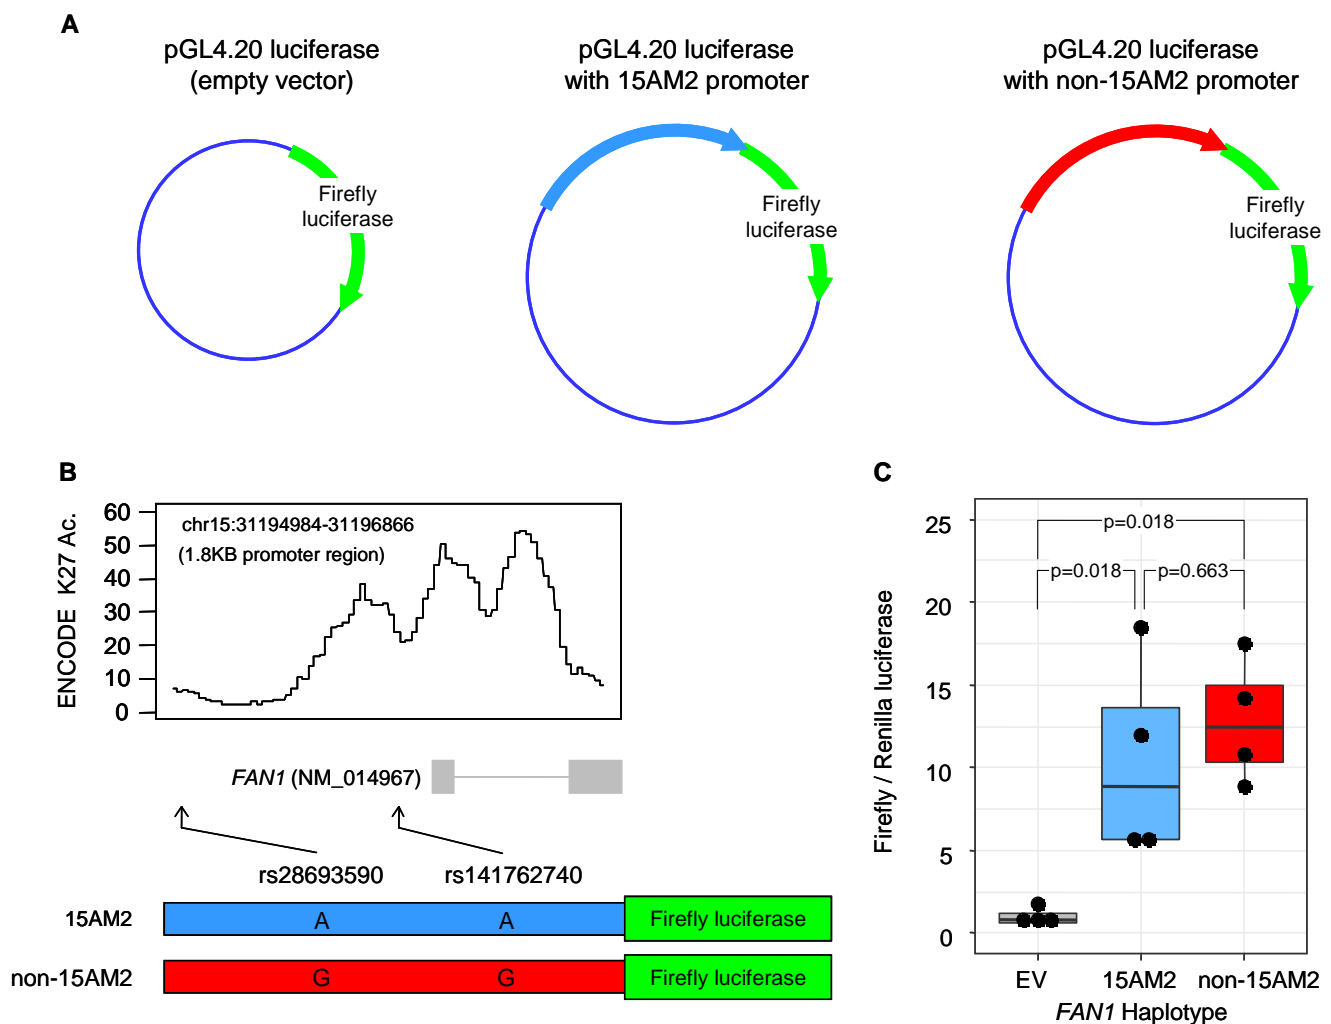 A
pGL4.20 luciferase
(empty vector)
pGL4.20 luciferase
with 15AM2 promoter
pGL4.20 luciferase
with non-15AM2 promoter
Firefly
luciferase
Firefly
luciferase
Firefly
luciferase
B
ENCODE K27 Ac.
60
50
40
30
20
10
0
chr15:31194984-31196866
(1.8KB promoter region)
FAN1 (NM_014967)
rs28693590
rs141762740
15AM2
A
A
Firefly luciferase
non-15AM2
G
G
Firefly luciferase
C
Firefly / Renilla luciferase
25
20
15
10
5
0
p=0.018
p=0.018
p=0.663
EV
15AM2
non-15AM2
FAN1 Haplotype